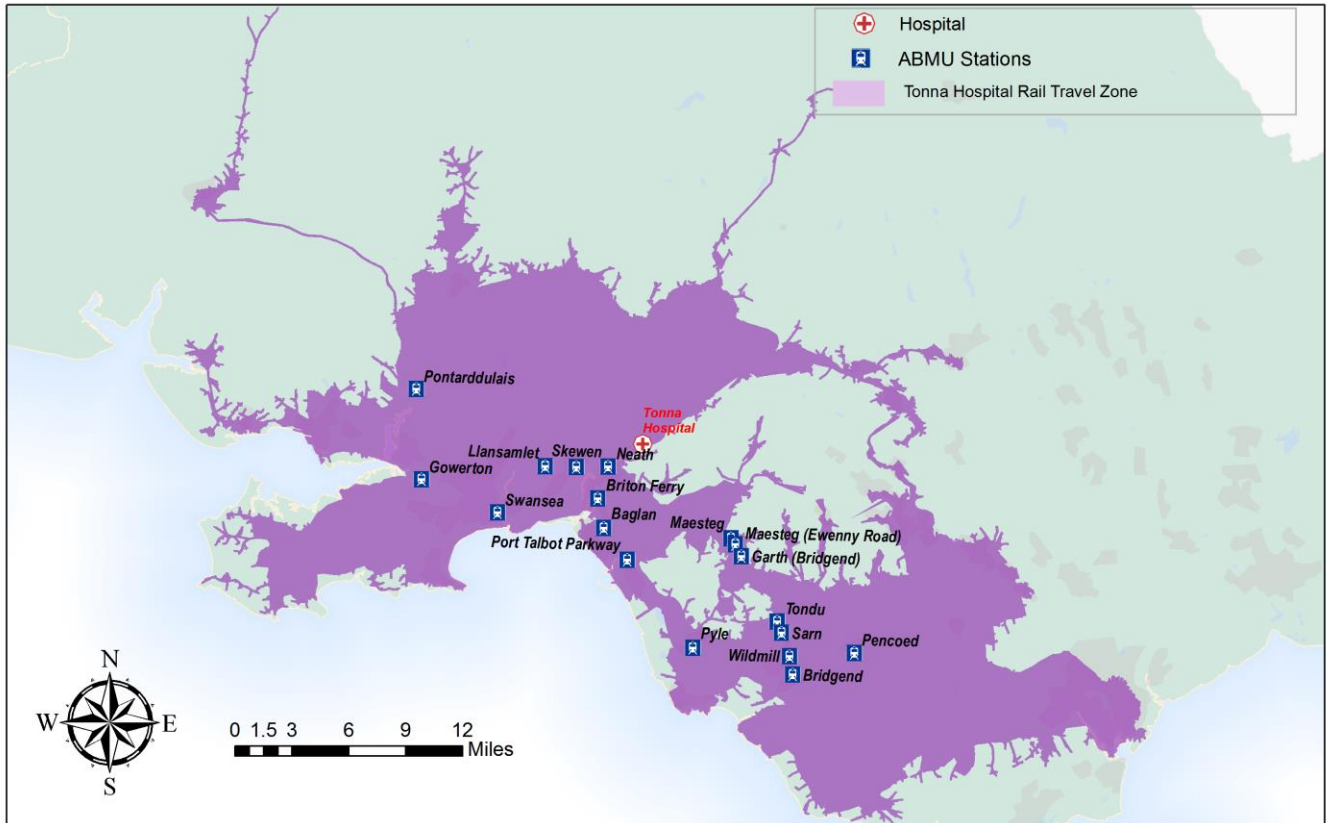 Hospital
ABMU Stations
Tonna Hospital Rail Travel Zone
Pontarddulais
Tonna
Hospital
Llansamlet
Skewen
Neath
Gowerton
Briton Ferry
Swansea
Baglan
Maesteg
Maesteg (Ewenny Road)
Port Talbot Parkway
Garth (Bridgend)
Tondu
Sarn
Pyle
Pencoed
Wildmill
Bridgend
N
W
E
S
0 1.5 3 6 9 12
Miles